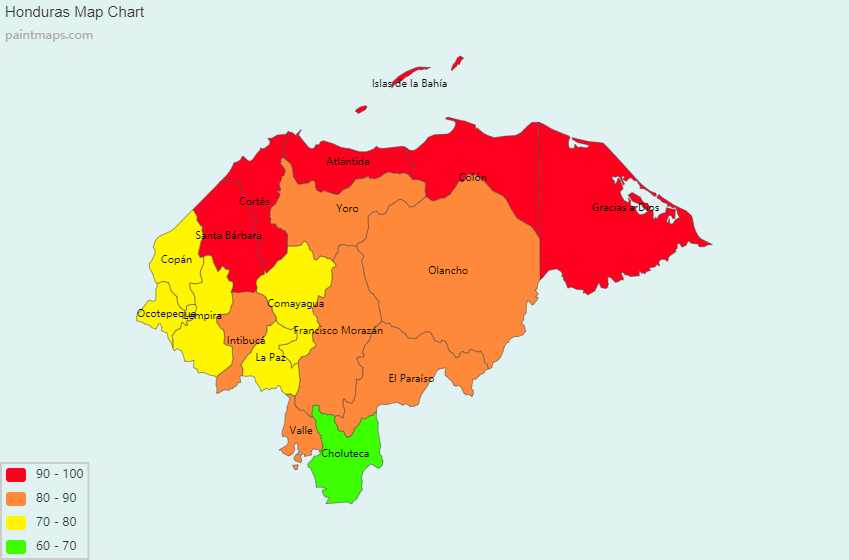 Honduras Map Chart
paintmaps.com
Islas de la Bahía
Atlántida
Colón
Cortés
Yoro
Gracias a Dios
Santa Bárbara
Copán
Olancho
Comayagua
Ocotepeque
Lempira
Francisco Morazán
Intibucá
La Paz
El Paraíso
Valle
Choluteca
90 - 100
80 - 90
70 - 80
60 - 70